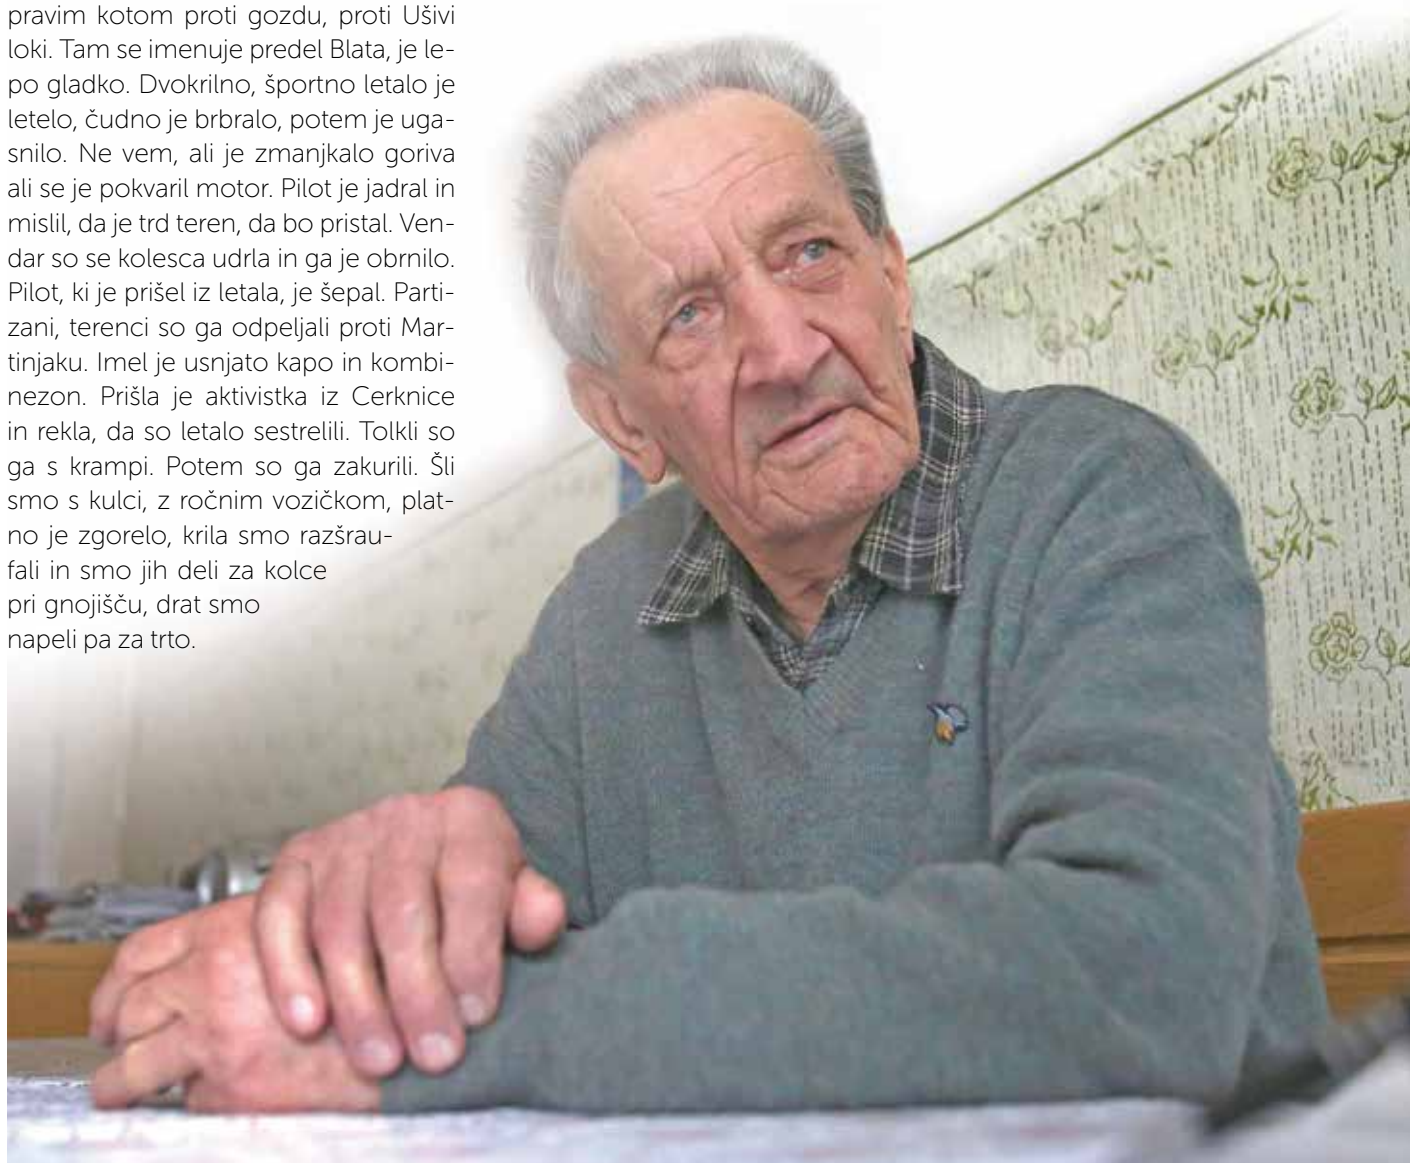 pravim kotom proti gozdu, proti Ušivi
loki. Tam se imenuje predel Blata, je le-
po gladko. Dvokrilno, športno letalo je
letelo, čudno je brbralo, potem je uga-
snilo. Ne vem, ali je zmanjkalo goriva
ali se je pokvaril motor. Pilot je jadral in
mislil, da je trd teren, da bo pristal. Ven-
dar so se kolesca udrla in ga je obrnilo.
Pilot, ki je prišel iz letala, je šepal. Parti-
zani, terenci so ga odpeljali proti Mar-
tinjaku. Imel je usnjato kapo in kombi-
nezon. Prišla je aktivistka iz Cerknice
in rekla, da so letalo sestrelili. Tolkli so
ga s krampi. Potem so ga zakurili. Šli
smo s kulci, z ročnim vozičkom, plat-
no je zgorelo, krila smo razšrau-
fali in smo jih deli za kolce
pri gnojišču, drat smo
napeli pa za trto.